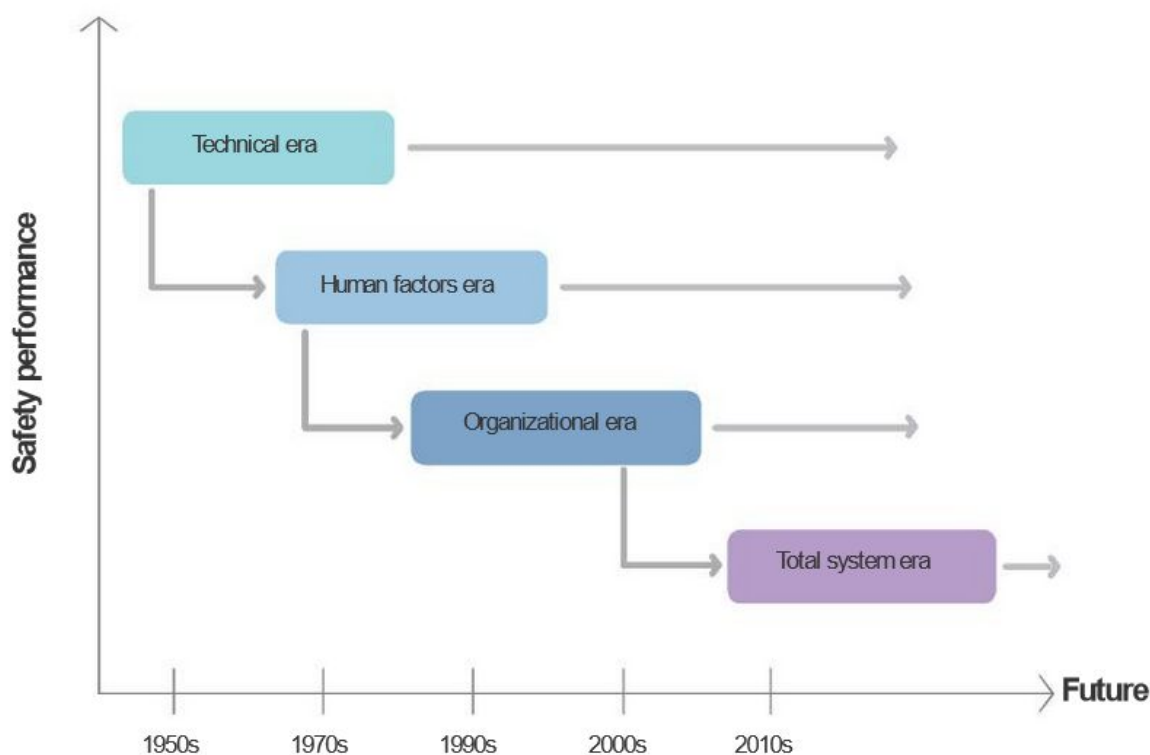 Safety performance
Technical era
Human factors era
Organizational era
Total system era
Future
1950s 1970s 1990s 2000s 2010s